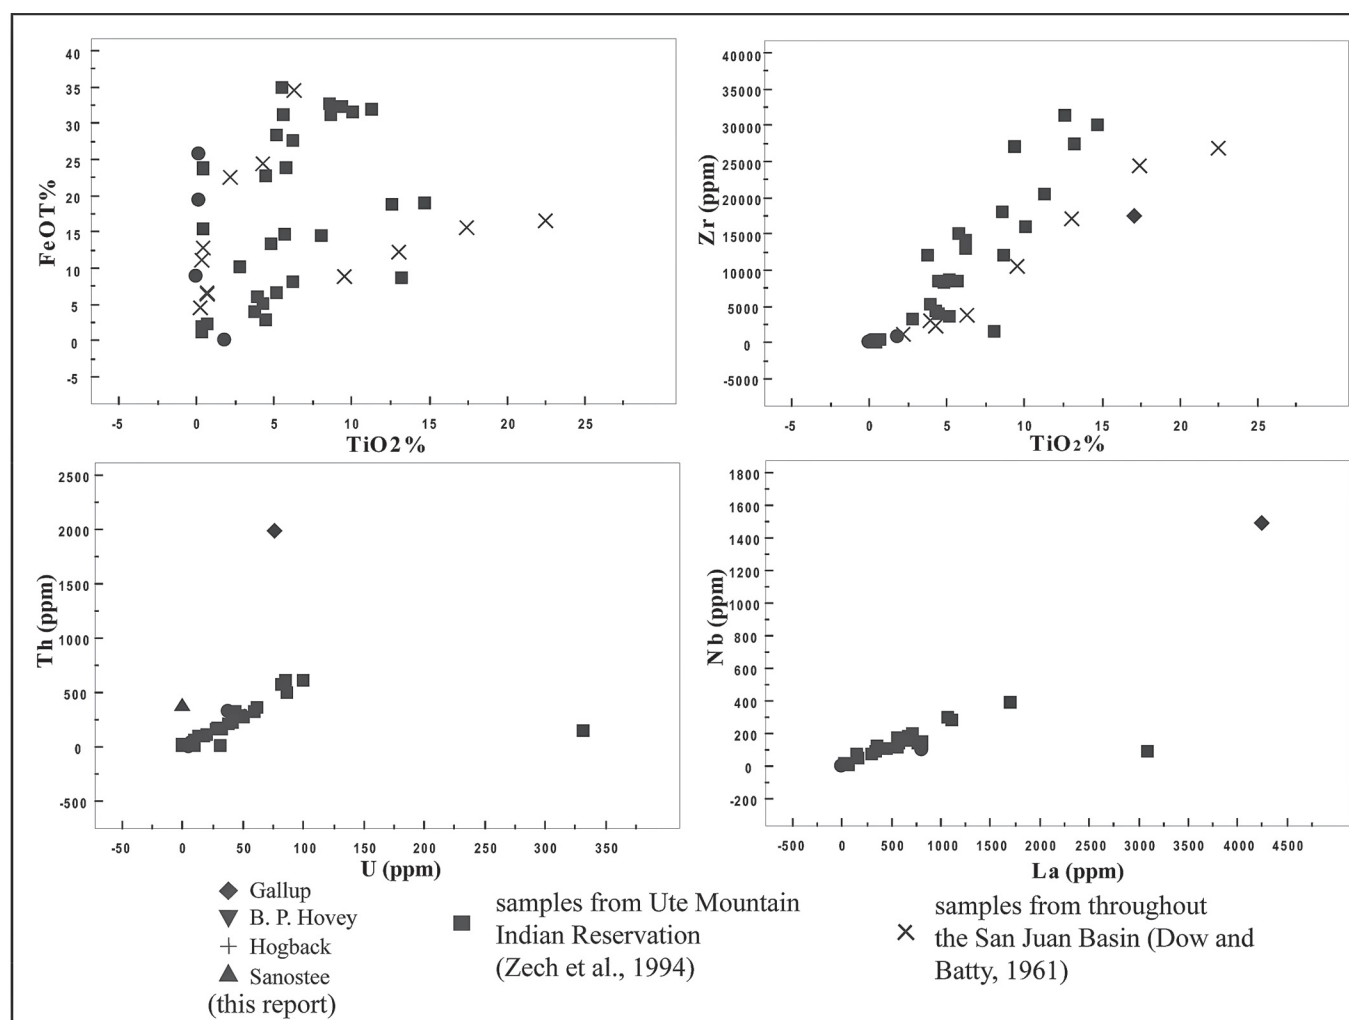 40
35
30
25
20
15
10
5
0
-5
FeOT%
-5 0 5 10 15 20 25
TiO2%
40000
35000
30000
25000
20000
15000
10000
5000
0
-5000
Zr (ppm)
-5 0 5 10 15 20 25
TiO2%
2500
2000
1500
1000
500
0
-500
Th (ppm)
-50 0 50 100 150 200 250 300 350
U (ppm)
1800
1600
1400
1200
1000
800
600
400
200
0
-200
Nb (ppm)
-500 0 500 1000 1500 2000 2500 3000 3500 4000 4500
La (ppm)
Gallup
B. P. Hovey
Hogback
Sanostee
(this report)
samples from Ute Mountain
Indian Reservation
(Zech et al., 1994)
samples from throughout
the San Juan Basin (Dow and
Batty, 1961)